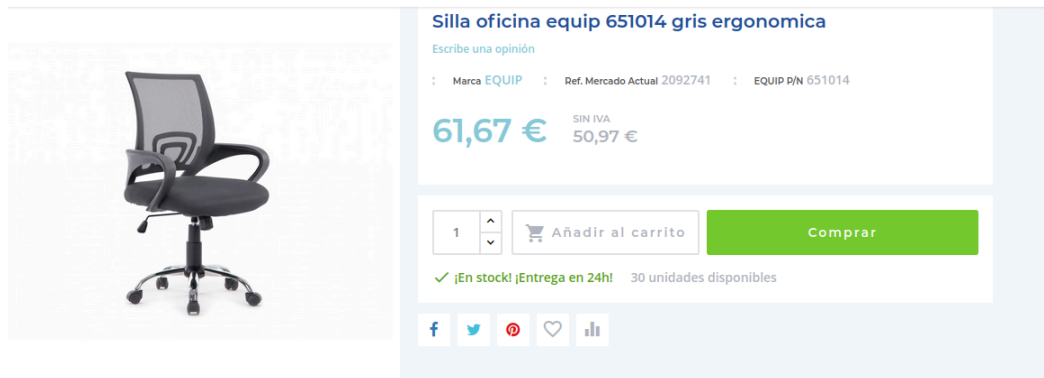 Silla oficina equip 651014 gris ergonomica
Escribe una opinión
: Marca EQUIP : Ref. Mercado Actual 2092741 : EQUIP P/N 651014
61,67 €
SIN IVA
50,97 €
1
Añadir al carrito
Comprar
¡En stock! ¡Entrega en 24h! 30 unidades disponibles